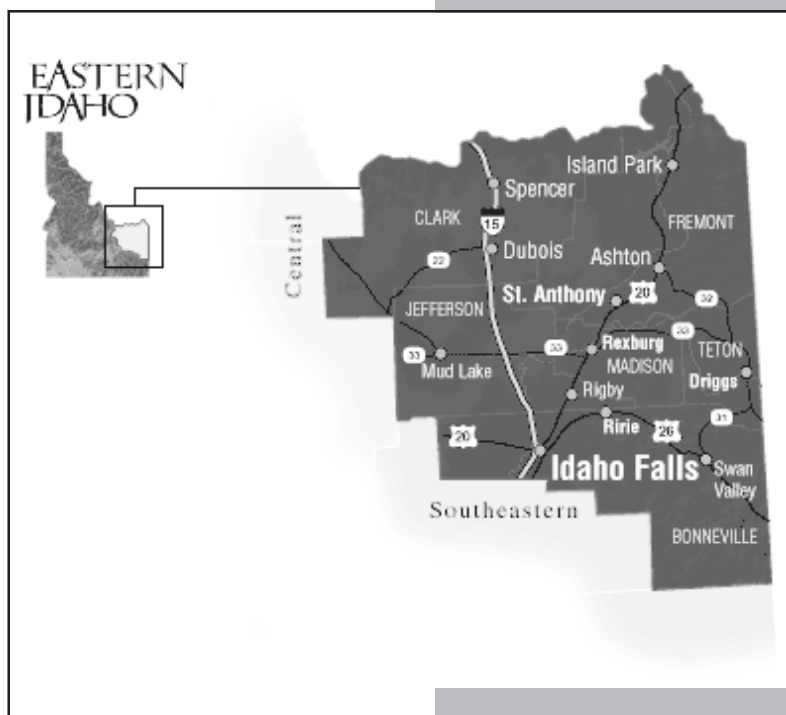 EASTERN
IDAHO
Central
Island Park
Spencer
CLARK
15
FREMONT
Dubois
22
Ashton
St. Anthony
20
32
JEFFERSON
33
33
33
Rexburg
TETON
Mud Lake
MADISON
Driggs
Rigby
31
Ririe
26
20
Idaho Falls
Swan
Valley
Southeastern
BONNEVILLE